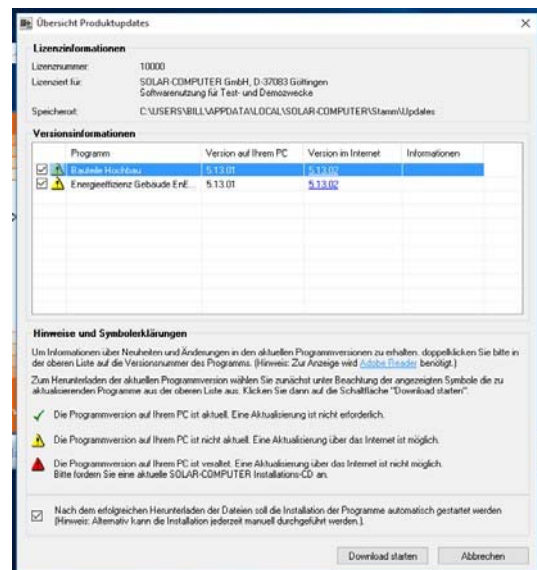 Übersicht Produktupdates
Lizenzinformationen
Lizenznummer: 10000
Lizenziert für: SOLAR-COMPUTER GmbH, D-37083 Göttingen
Softwarenutzung für Test- und Demozwecke
Speicherort: C:\USERS\BILL\APPDATA\LOCAL\SOLAR-COMPUTER\Stamm\Updates
Versionsinformationen
Programm Version auf Ihrem PC Version im Internet Informationen
Bauteile Hochbau 5.13.01 5.13.02
Energieeffizienz Gebäude EnE... 5.13.01 5.13.02
Hinweise und Symbolerklärungen
Um Informationen über Neuheiten und Änderungen in den aktuellen Programmversionen zu erhalten, doppelklicken Sie bitte in
der oberen Liste auf die Versionsnummer des Programms. (Hinweis: Zur Anzeige wird Adobe Reader benötigt.)
Zum Herunterladen der aktuellen Programmversion wählen Sie zunächst unter Beachtung der angezeigten Symbole die zu
aktualisierenden Programme aus der oberen Liste aus. Klicken Sie dann auf die Schaltfläche "Download starten".
Die Programmversion auf Ihrem PC ist aktuell. Eine Aktualisierung ist nicht erforderlich.
Die Programmversion auf Ihrem PC ist nicht aktuell. Eine Aktualisierung über das Internet ist möglich.
Die Programmversion auf Ihrem PC ist veraltet. Eine Aktualisierung über das Internet ist nicht möglich.
Bitte fordern Sie eine aktuelle SOLAR-COMPUTER Installations-CD an.
Nach dem erfolgreichen Herunterladen der Dateien soll die Installation der Programme automatisch gestartet werden
(Hinweis: Alternativ kann die Installation jederzeit manuell durchgeführt werden.).
Download starten Abbrechen